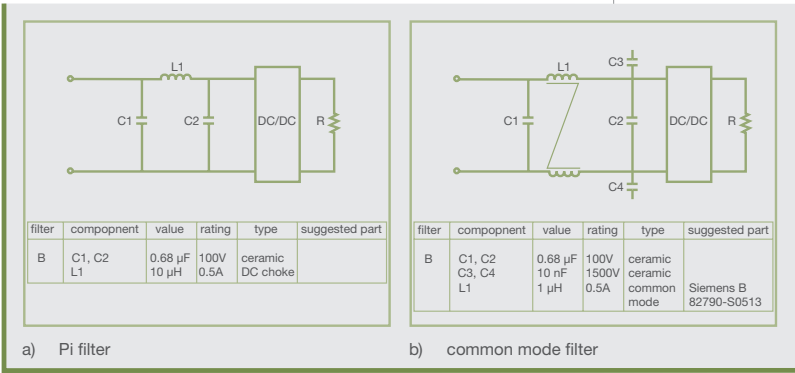 L1
C1
C2
DC/DC
R
filter compopnent value rating type suggested part
B C1, C2 0.68 µF 100V ceramic
L1 10 µH 0.5A DC choke
a) Pi filter
C3
L1
C1
C2
DC/DC
R
C4
filter compopnent value rating type suggested part
B C1, C2 0.68 µF 100V ceramic
C3, C4 10 nF 1500V ceramic
L1 1 µH 0.5A common Siemens B
mode 82790-S0513
b) common mode filter